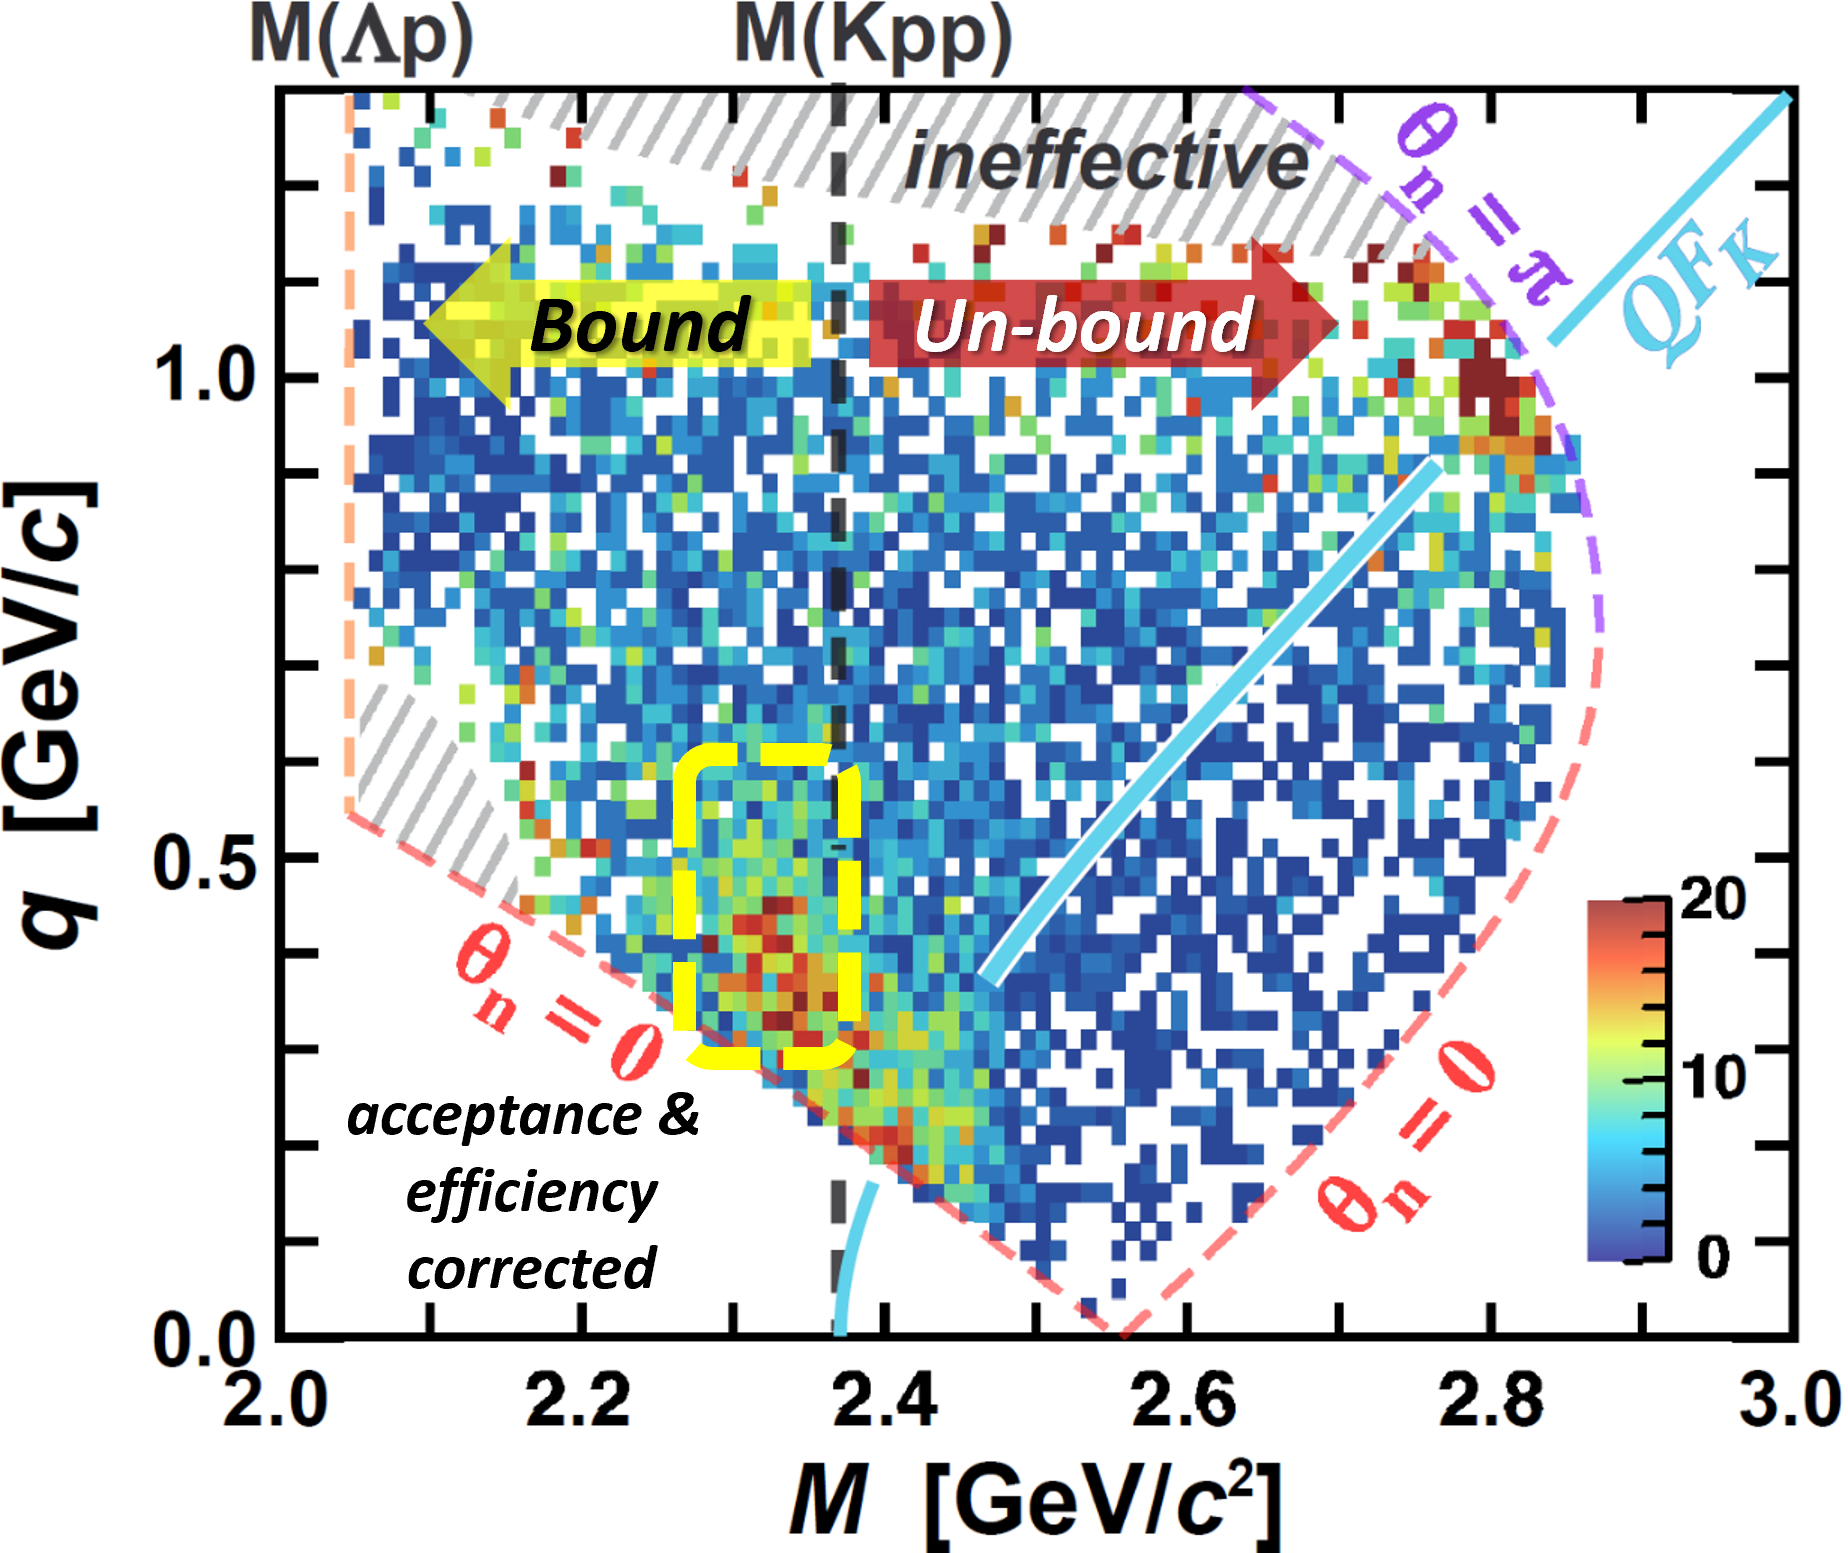 M(Λp) M(Kpp)
ineffective
θn = π
QFK
Bound
Un-bound
1.0
0.5
0.0
q [GeV/c]
θn = 0
acceptance &
efficiency
corrected
θn = 0
20
10
0
2.0 2.2 2.4 2.6 2.8 3.0
M [GeV/c²]